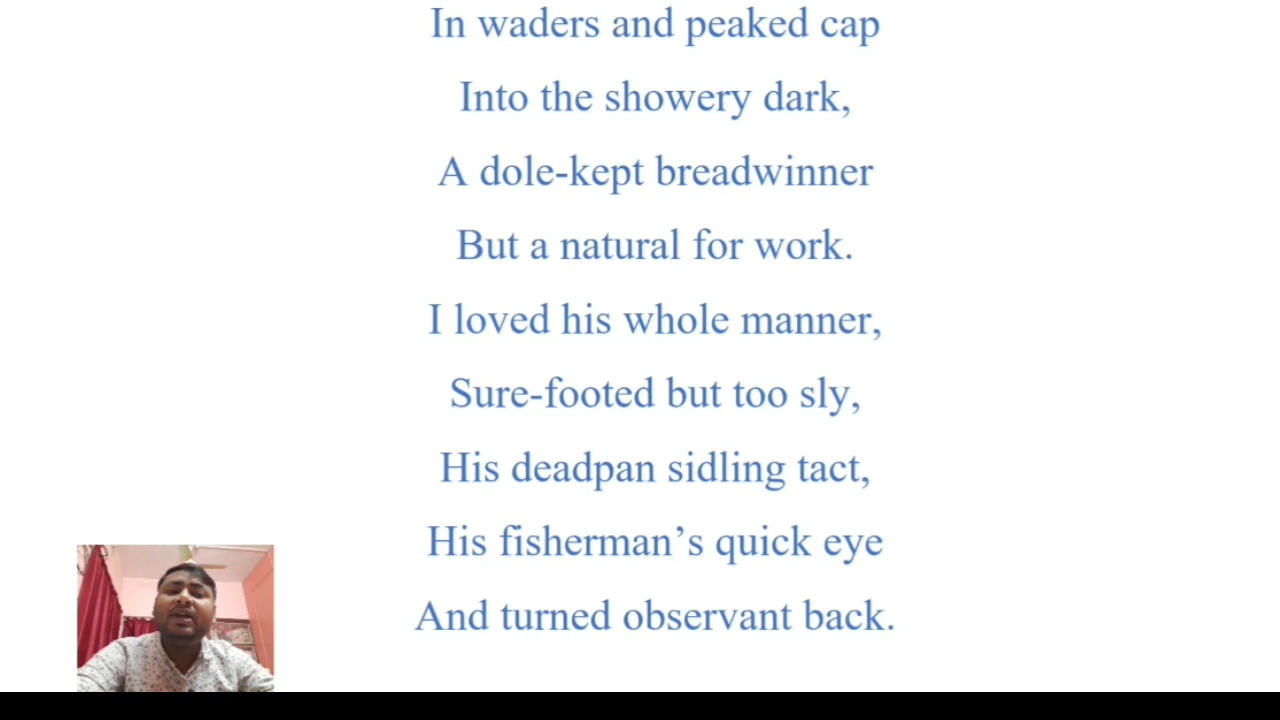 In waders and peaked cap
Into the showery dark,
A dole-kept breadwinner
But a natural for work.
I loved his whole manner,
Sure-footed but too sly,
His deadpan sidling tact,
His fisherman’s quick eye
And turned observant back.